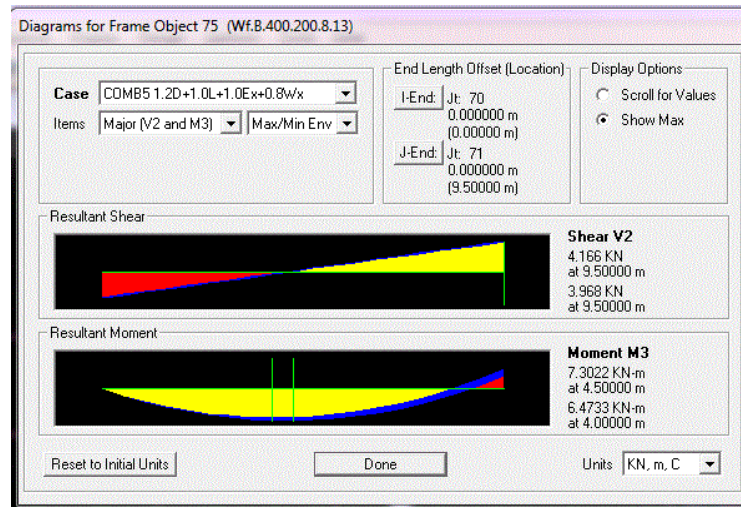 Diagrams for Frame Object 75 (Wf.B.400.200.8.13)
Case COMB5 1.2D+1.0L+1.0Ex+0.8Wx
Items Major (V2 and M3) Max/Min Env
End Length Offset (Location)
I-End: Jt: 70
0.000000 m
(0.00000 m)
J-End: Jt: 71
0.000000 m
(9.50000 m)
Display Options
Scroll for Values
Show Max
Resultant Shear
Shear V2
4.166 KN
at 9.50000 m
3.968 KN
at 9.50000 m
Resultant Moment
Moment M3
7.3022 KN-m
at 4.50000 m
6.4733 KN-m
at 4.00000 m
Reset to Initial Units
Done
Units KN, m, C